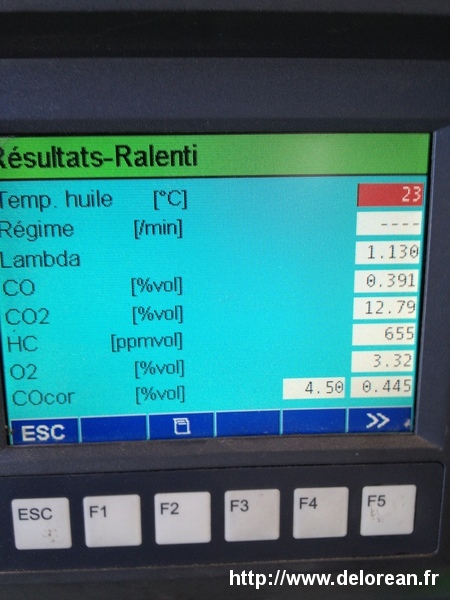 Résultats-Ralenti
Temp. huile [°C] 23
Régime [/min] ----
Lambda 1.130
CO [%vol] 0.391
CO2 [%vol] 12.79
HC [ppmvol] 655
O2 [%vol] 3.32
COcor [%vol] 4.50 0.445
ESC >>
ESC F1 F2 F3 F4 F5
http://www.delorean.fr